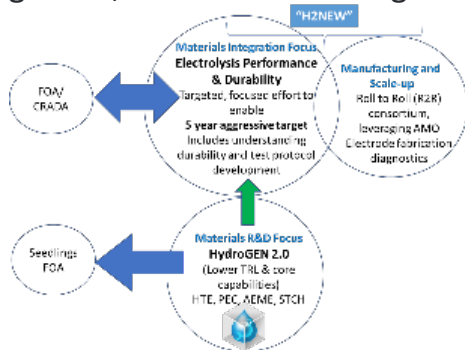 "H2NEW"
Materials Integration Focus
Electrolysis Performance
& Durability
Targeted, focused effort to
enable
5 year aggressive target
Includes understanding
durability and test protocol
development
Manufacturing and
Scale-up
Roll to Roll (R2R)
consortium,
leveraging AMO
Electrode fabrication
diagnostics
FOA/
CRADA
Materials R&D Focus
HydroGEN 2.0
(Lower TRL & core
capabilities)
HTE, PEC, AEME, STCH
Seedlings
FOA